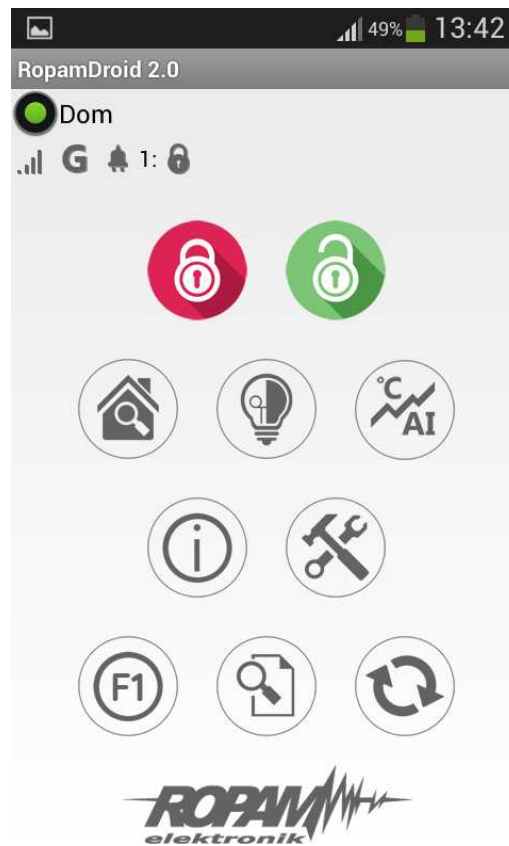 49% 13:42
RopamDroid 2.0
Dom
G 1:
°C
AI
i
F1
ROPAM
elektronik